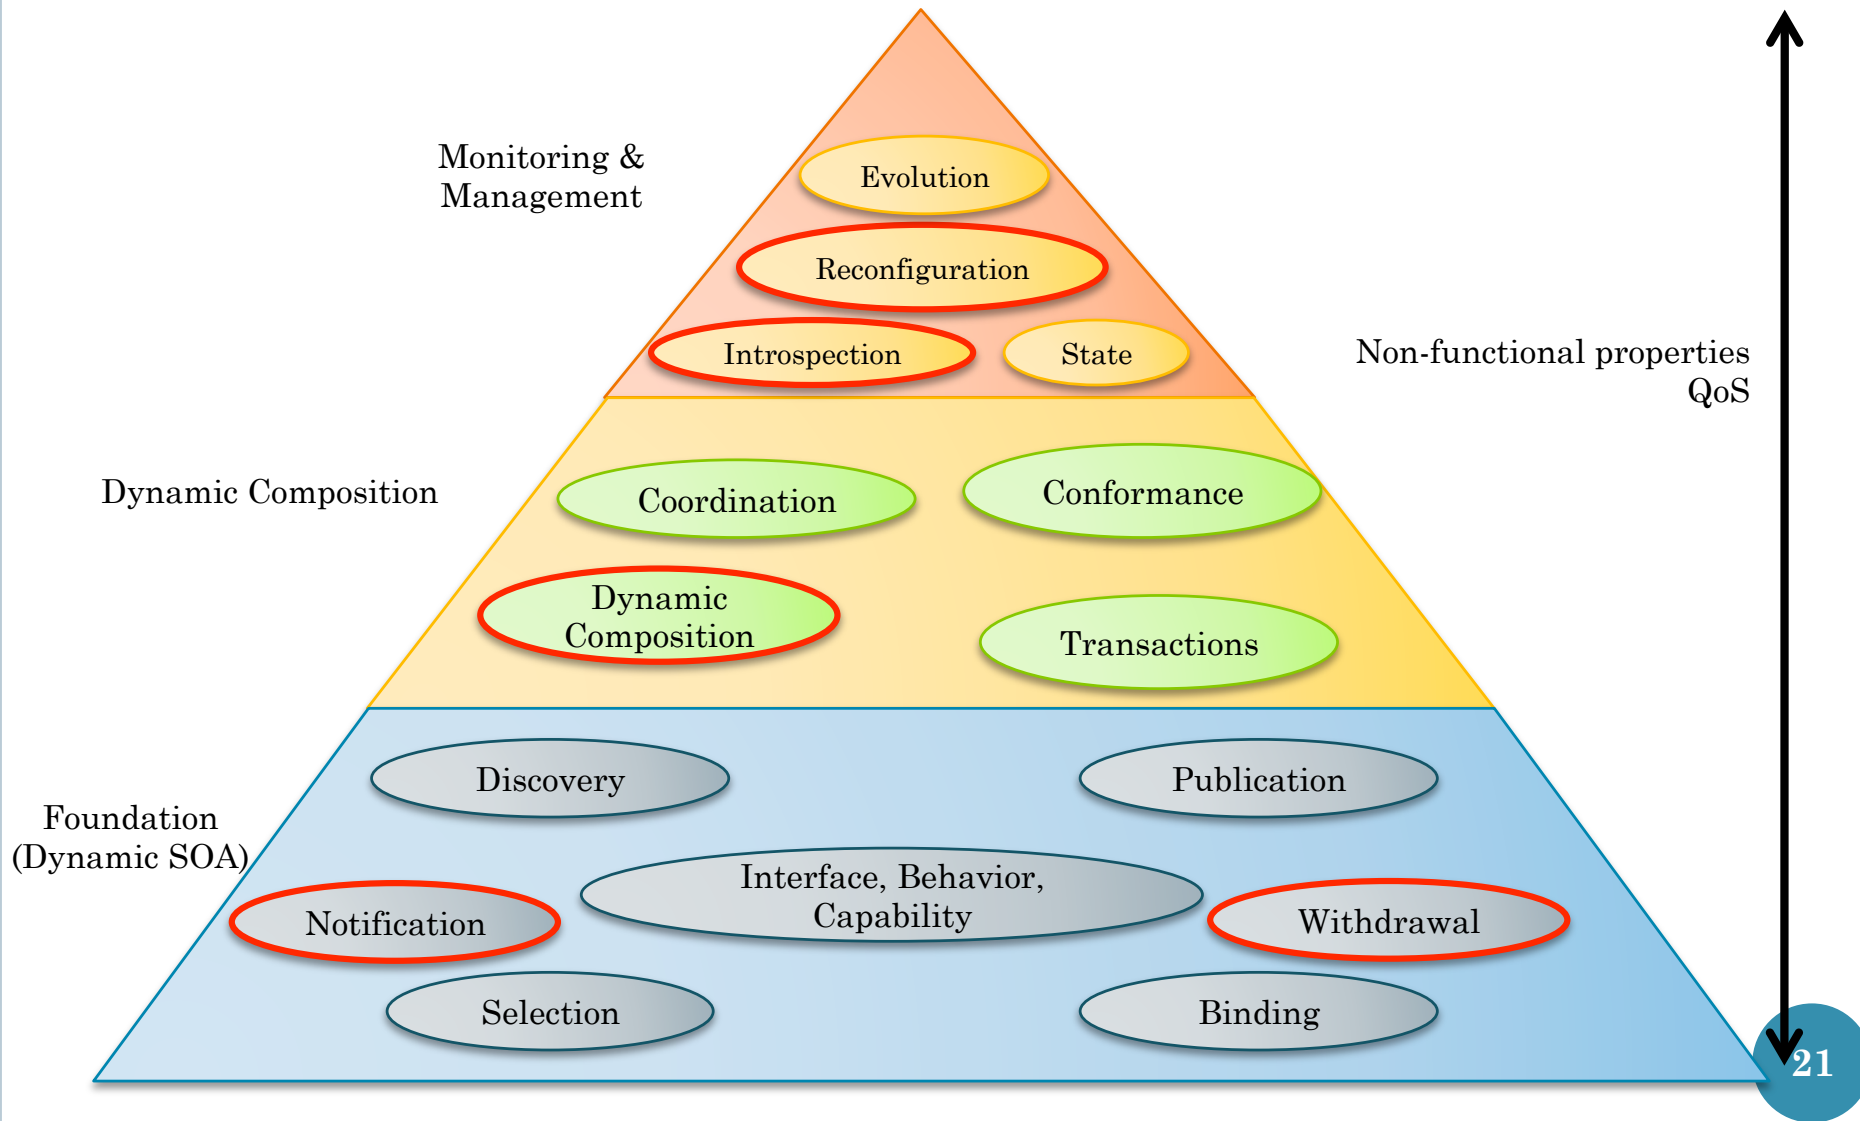 Monitoring &
Management
Evolution
Reconfiguration
Introspection
State
Non-functional properties
QoS
Dynamic Composition
Coordination
Conformance
Dynamic
Composition
Transactions
Foundation
(Dynamic SOA)
Discovery
Publication
Interface, Behavior,
Capability
Notification
Withdrawal
Selection
Binding
21